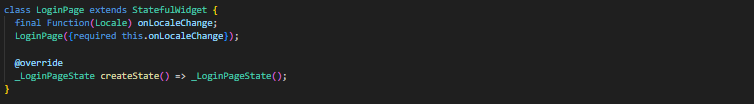 class LoginPage extends StatefulWidget {
  final Function(Locale) onLocaleChange;
  LoginPage({required this.onLocaleChange});

  @override
  _LoginPageState createState() => _LoginPageState();
}